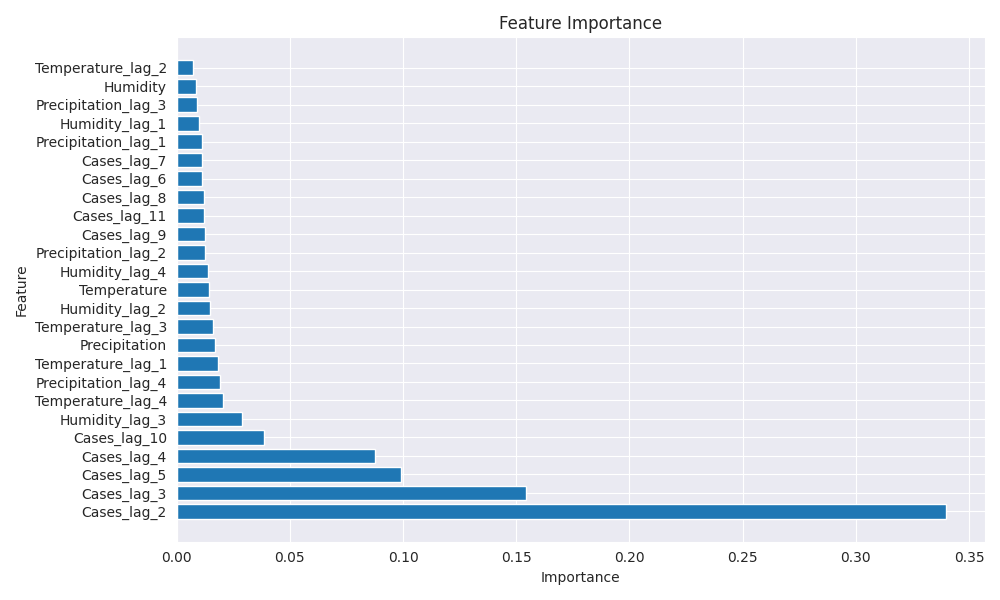 Feature Importance
Temperature_lag_2
Humidity
Precipitation_lag_3
Humidity_lag_1
Precipitation_lag_1
Cases_lag_7
Cases_lag_6
Cases_lag_8
Cases_lag_11
Cases_lag_9
Precipitation_lag_2
Humidity_lag_4
Temperature
Humidity_lag_2
Temperature_lag_3
Precipitation
Temperature_lag_1
Precipitation_lag_4
Temperature_lag_4
Humidity_lag_3
Cases_lag_10
Cases_lag_4
Cases_lag_5
Cases_lag_3
Cases_lag_2
Feature
0.00 0.05 0.10 0.15 0.20 0.25 0.30 0.35
Importance